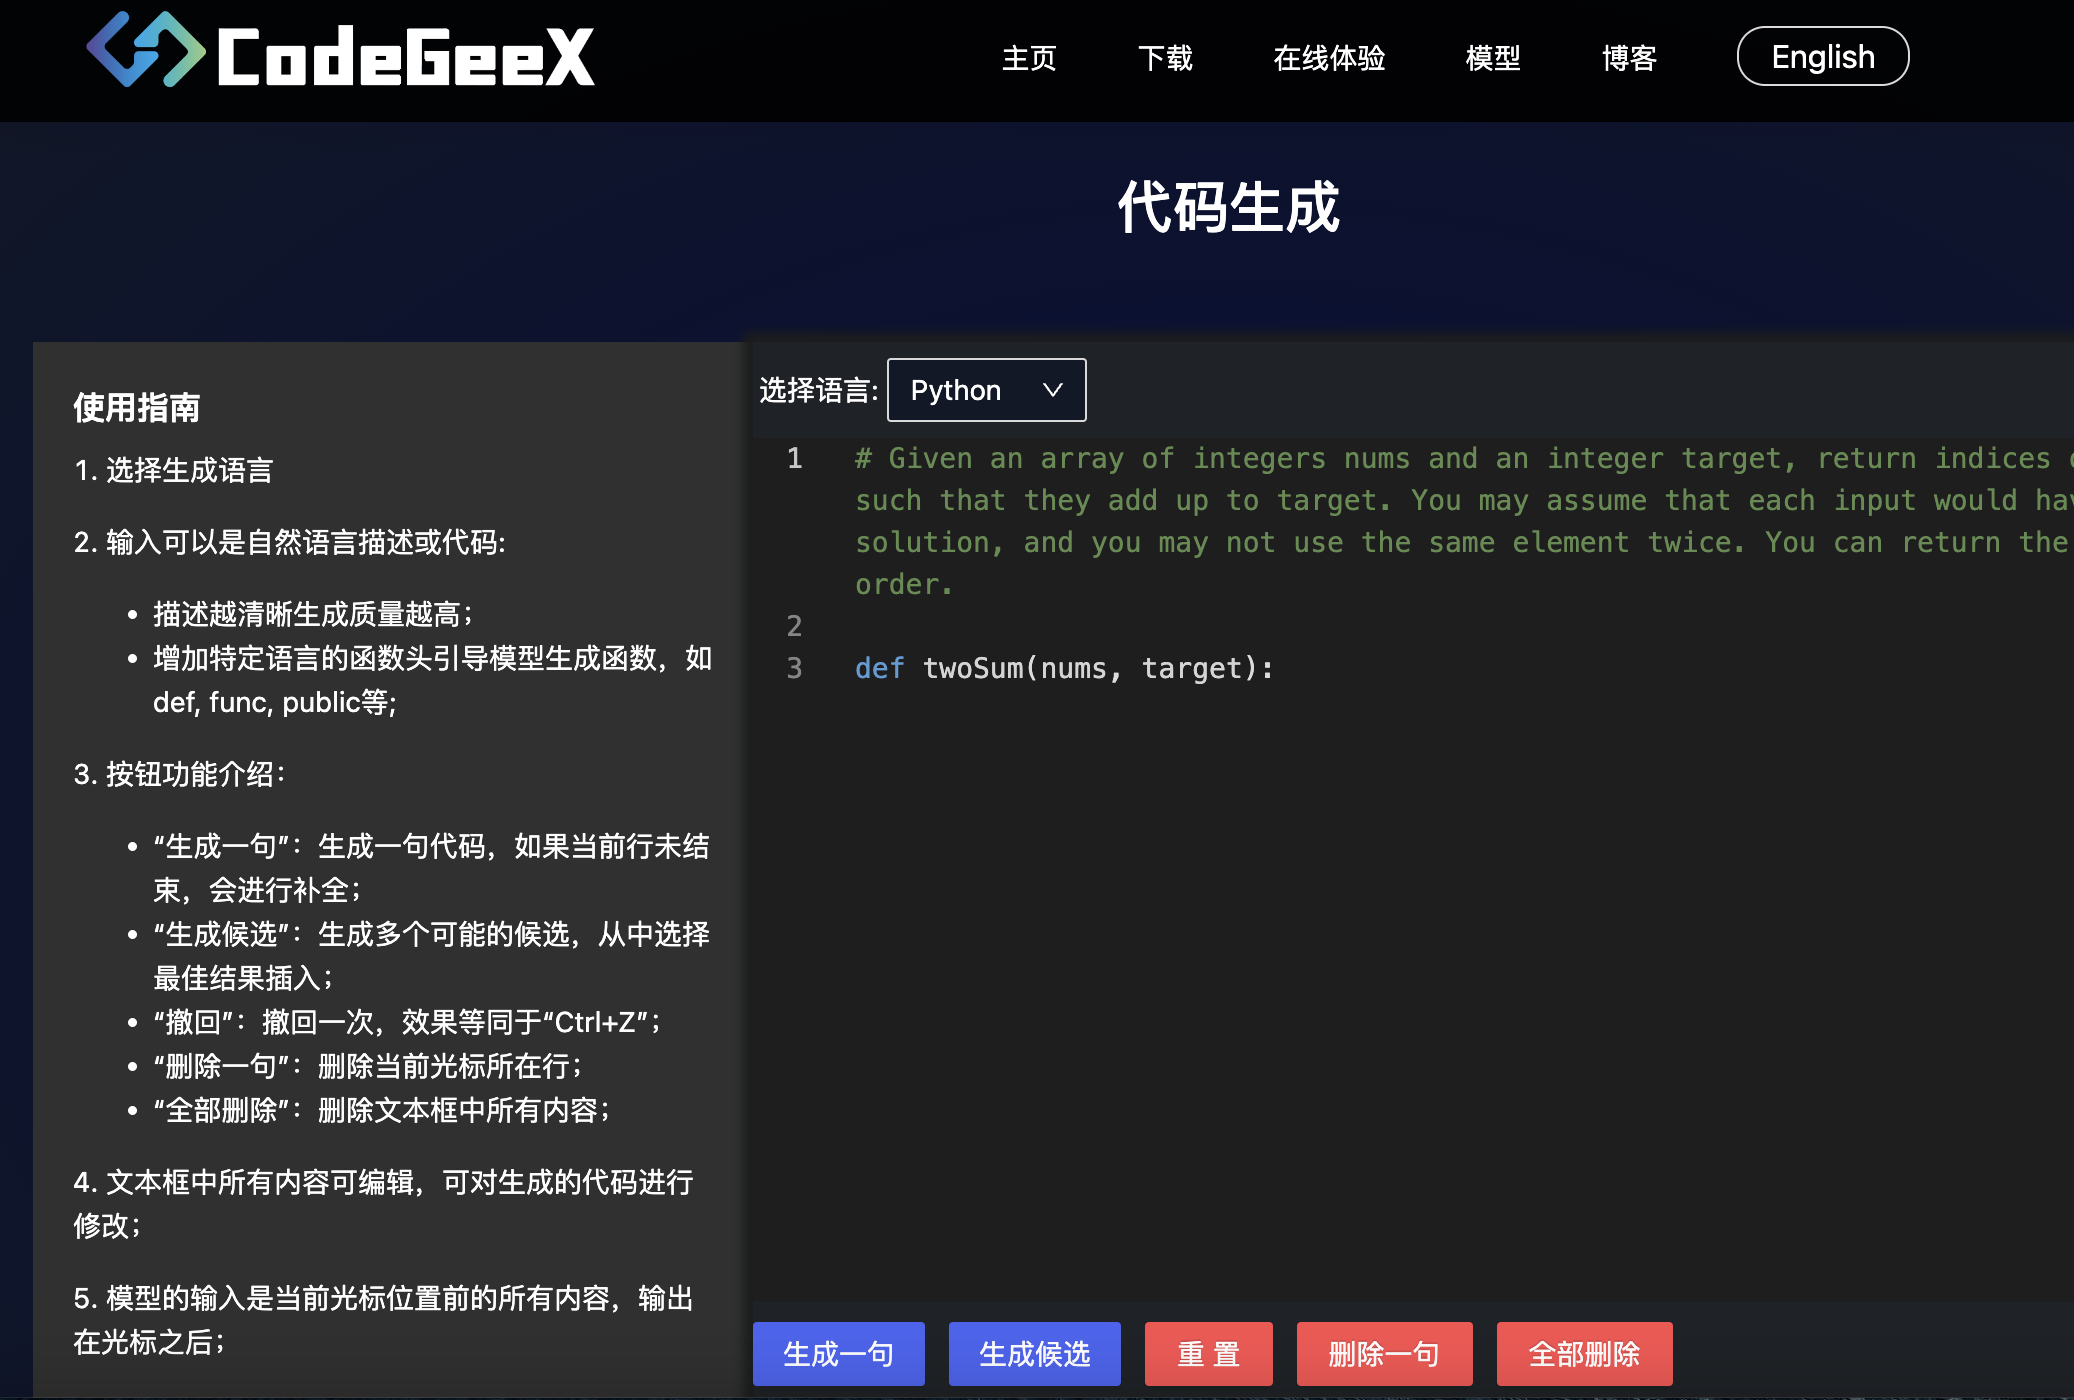 CodeGeeX
主页 下载 在线体验 模型 博客 English
代码生成
使用指南
1. 选择生成语言
2. 输入可以是自然语言描述或代码:
• 描述越清晰生成质量越高；
• 增加特定语言的函数头引导模型生成函数，如
def, func, public等;
3. 按钮功能介绍：
• “生成一句”：生成一句代码，如果当前行未结
束，会进行补全；
• “生成候选”：生成多个可能的候选，从中选择
最佳结果插入；
• “撤回”：撤回一次，效果等同于“Ctrl+Z”；
• “删除一句”：删除当前光标所在行；
• “全部删除”：删除文本框中所有内容；
4. 文本框中所有内容可编辑，可对生成的代码进行
修改；
5. 模型的输入是当前光标位置前的所有内容，输出
在光标之后；
选择语言: Python
1 # Given an array of integers nums and an integer target, return indices
such that they add up to target. You may assume that each input would
solution, and you may not use the same element twice. You can return the
order.
2
3 def twoSum(nums, target):
生成一句 生成候选 重 置 删除一句 全部删除